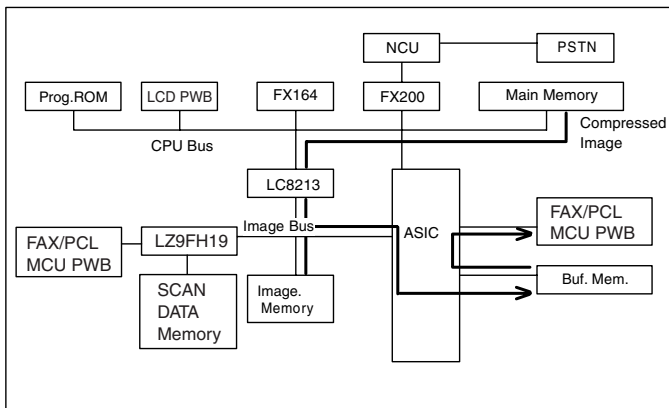 NCU
PSTN
Prog.ROM
LCD PWB
FX164
FX200
Main Memory
CPU Bus
Compressed
Image
LC8213
Image Bus
ASIC
FAX/PCL
MCU PWB
LZ9FH19
FAX/PCL
MCU PWB
SCAN
DATA
Memory
Image.
Memory
Buf. Mem.